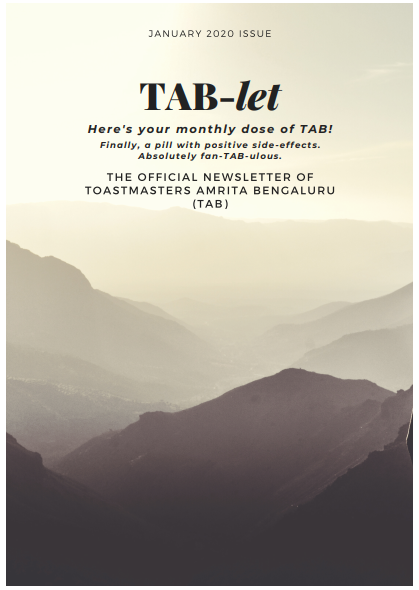 JANUARY 2020 ISSUE
TAB-let
Here's your monthly dose of TAB!
Finally, a pill with positive side-effects.
Absolutely fan-TAB-ulous.
THE OFFICIAL NEWSLETTER OF
TOASTMASTERS AMRITA BENGALURU
(TAB)